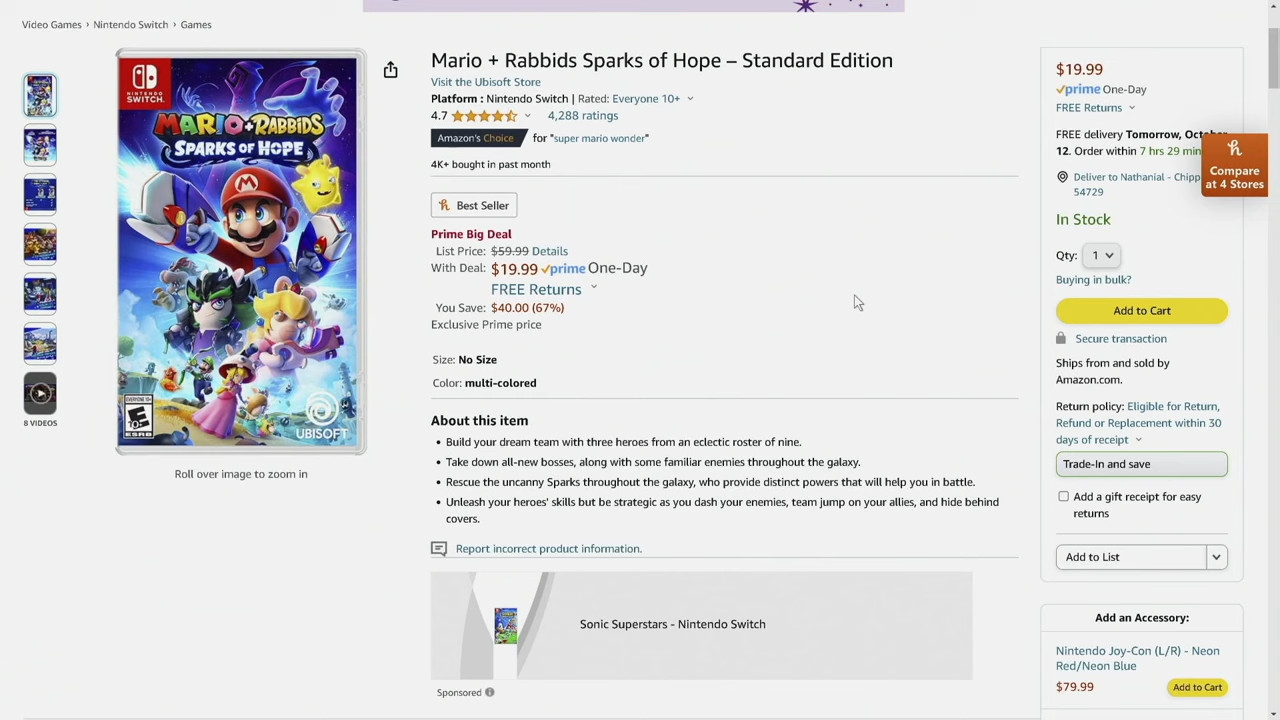 Video Games › Nintendo Switch › Games
NINTENDO
SWITCH
MARIO + RABBIDS
SPARKS OF HOPE
EVERYONE 10+
E
ESRB
UBISOFT
8 VIDEOS
Roll over image to zoom in
Mario + Rabbids Sparks of Hope – Standard Edition
Visit the Ubisoft Store
Platform : Nintendo Switch | Rated: Everyone 10+
4.7 4,288 ratings
Amazon's Choice for "super mario wonder"
4K+ bought in past month
Best Seller
Prime Big Deal
List Price: $59.99 Details
With Deal: $19.99 prime One-Day
FREE Returns
You Save: $40.00 (67%)
Exclusive Prime price
Size: No Size
Color: multi-colored
About this item
• Build your dream team with three heroes from an eclectic roster of nine.
• Take down all-new bosses, along with some familiar enemies throughout the galaxy.
• Rescue the uncanny Sparks throughout the galaxy, who provide distinct powers that will help you in battle.
• Unleash your heroes' skills but be strategic as you dash your enemies, team jump on your allies, and hide behind
covers.
Report incorrect product information.
Sonic Superstars - Nintendo Switch
Sponsored
$19.99
prime One-Day
FREE Returns
FREE delivery Tomorrow, October
12. Order within 7 hrs 29 min
Compare
at 4 Stores
Deliver to Nathanial - Chipp
54729
In Stock
Qty: 1
Buying in bulk?
Add to Cart
Secure transaction
Ships from and sold by
Amazon.com.
Return policy: Eligible for Return,
Refund or Replacement within 30
days of receipt
Trade-In and save
Add a gift receipt for easy
returns
Add to List
Add an Accessory:
Nintendo Joy-Con (L/R) - Neon
Red/Neon Blue
$79.99 Add to Cart